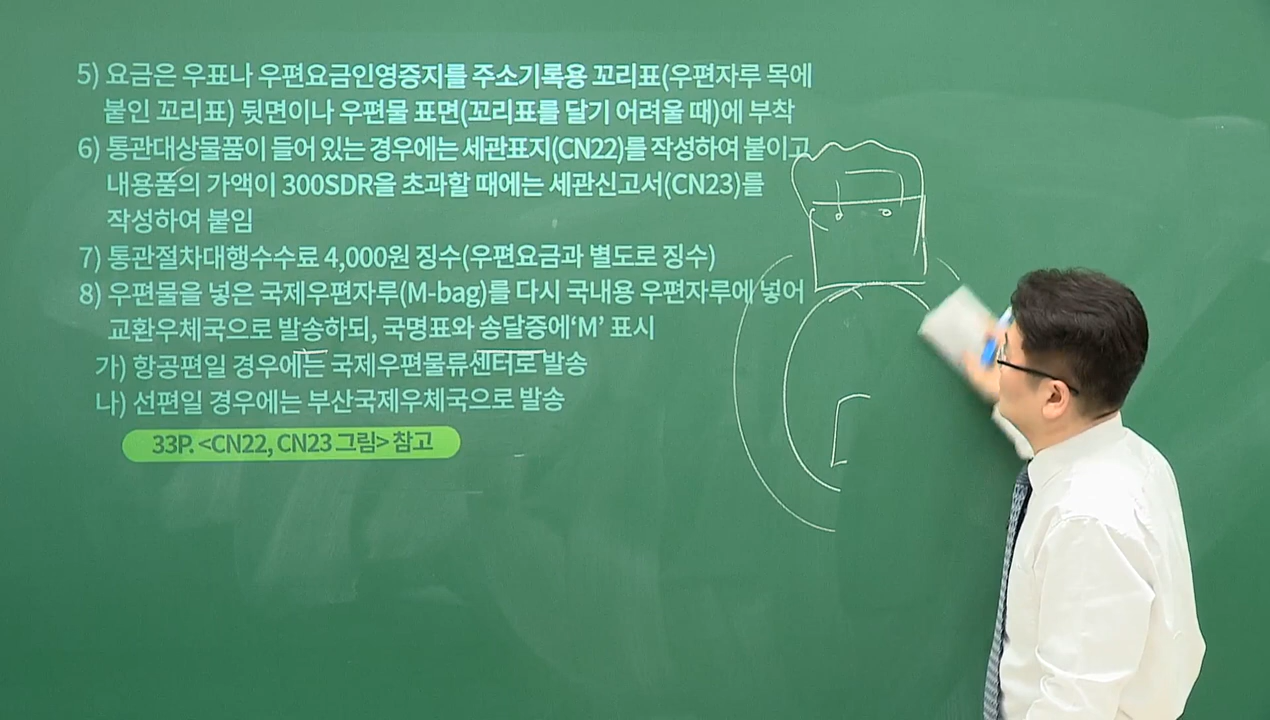 5) 요금은 우표나 우편요금인영증지를 주소기록용 꼬리표(우편자루 목에
붙인 꼬리표) 뒷면이나 우편물 표면(꼬리표를 달기 어려울 때)에 부착
6) 통관대상물품이 들어 있는 경우에는 세관표지(CN22)를 작성하여 붙이고
내용품의 가액이 300SDR을 초과할 때에는 세관신고서(CN23)를
작성하여 붙임
7) 통관절차대행수수료 4,000원 징수(우편요금과 별도로 징수)
8) 우편물을 넣은 국제우편자루(M-bag)를 다시 국내용 우편자루에 넣어
교환우체국으로 발송하되, 국명표와 송달증에‘M’ 표시
가) 항공편일 경우에는 국제우편물류센터로 발송
나) 선편일 경우에는 부산국제우체국으로 발송
33P. <CN22, CN23 그림> 참고